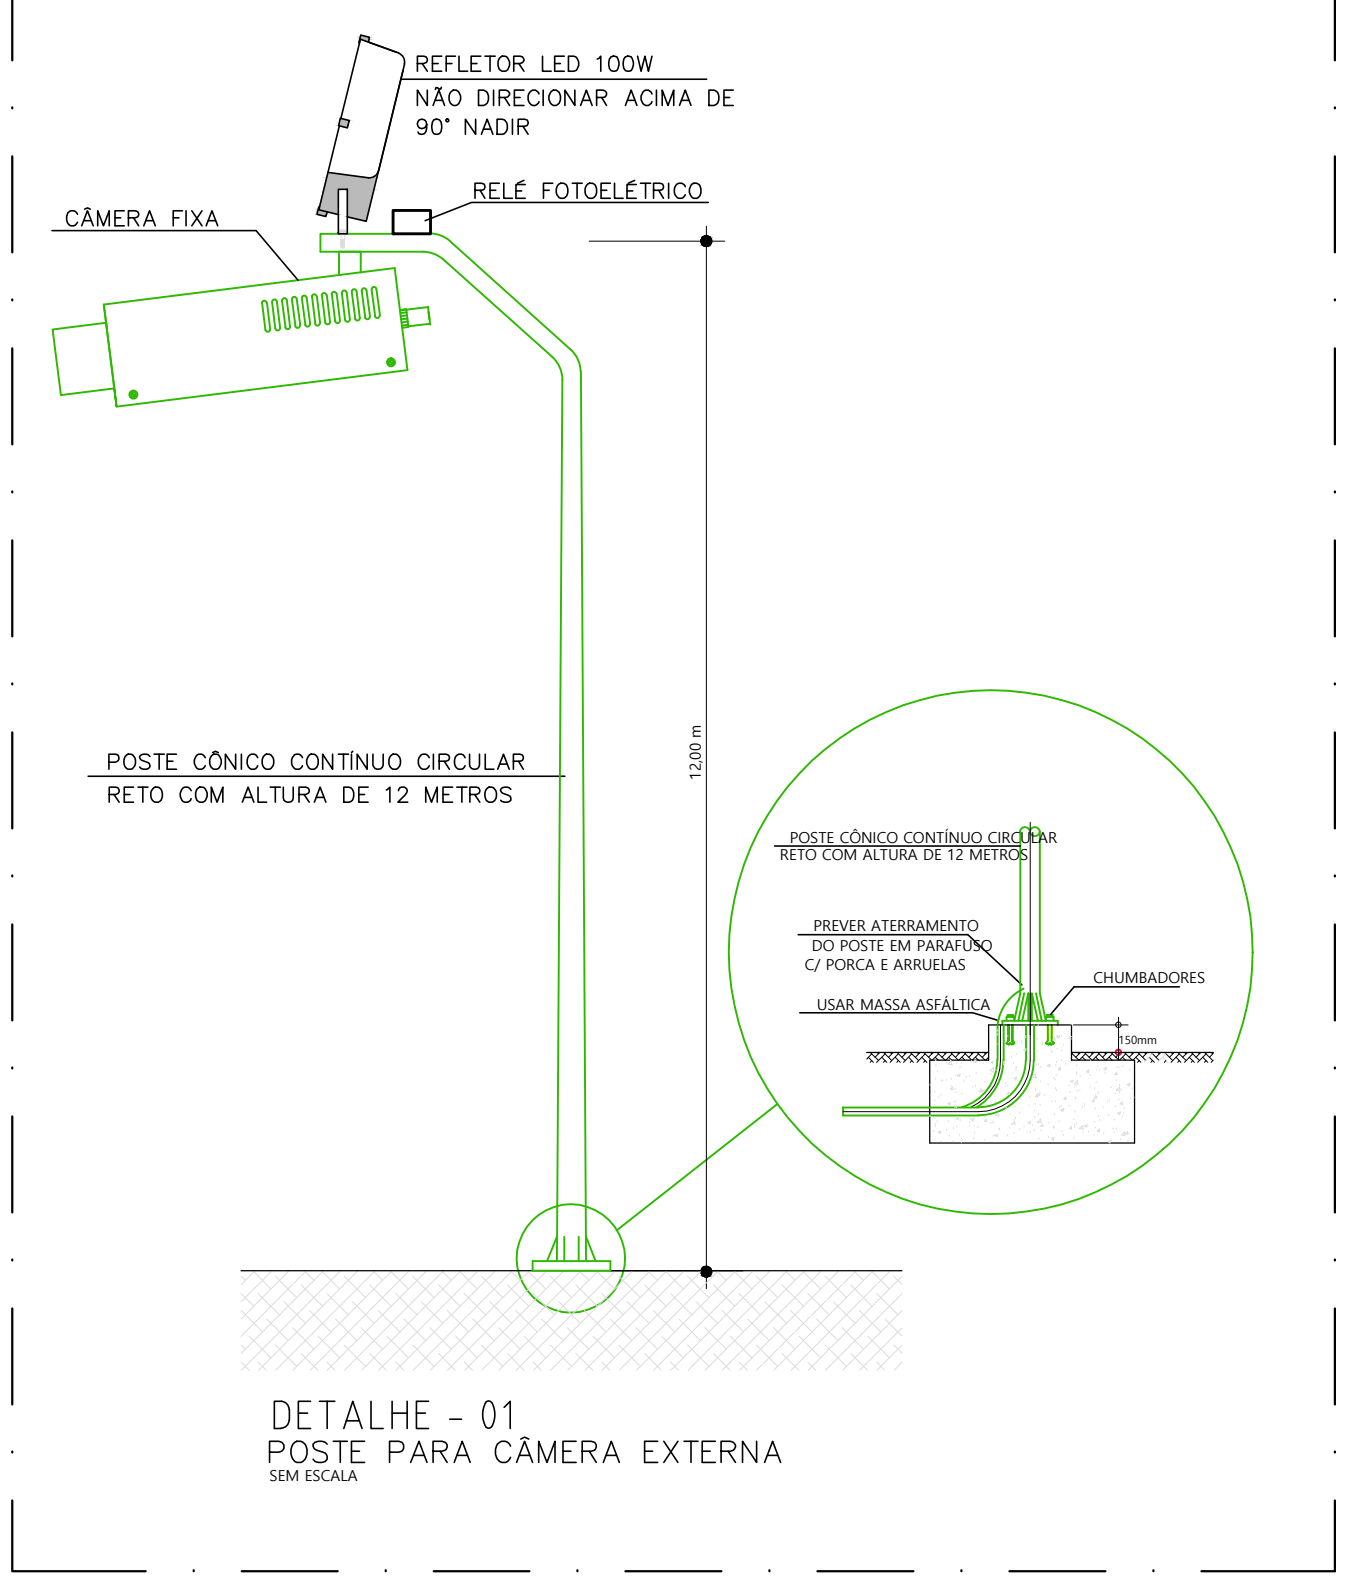 REFLETOR LED 100W
NÃO DIRECIONAR ACIMA DE
90° NADIR
RELÉ FOTOELÉTRICO
CÂMERA FIXA
12,00 m
POSTE CÔNICO CONTÍNUO CIRCULAR
RETO COM ALTURA DE 12 METROS
POSTE CÔNICO CONTÍNUO CIRCULAR
RETO COM ALTURA DE 12 METROS
PREVER ATERRAMENTO
DO POSTE EM PARAFUSO
C/ PORCA E ARRUELAS
CHUMBADORES
USAR MASSA ASFÁLTICA
150mm
DETALHE - 01
POSTE PARA CÂMERA EXTERNA
SEM ESCALA